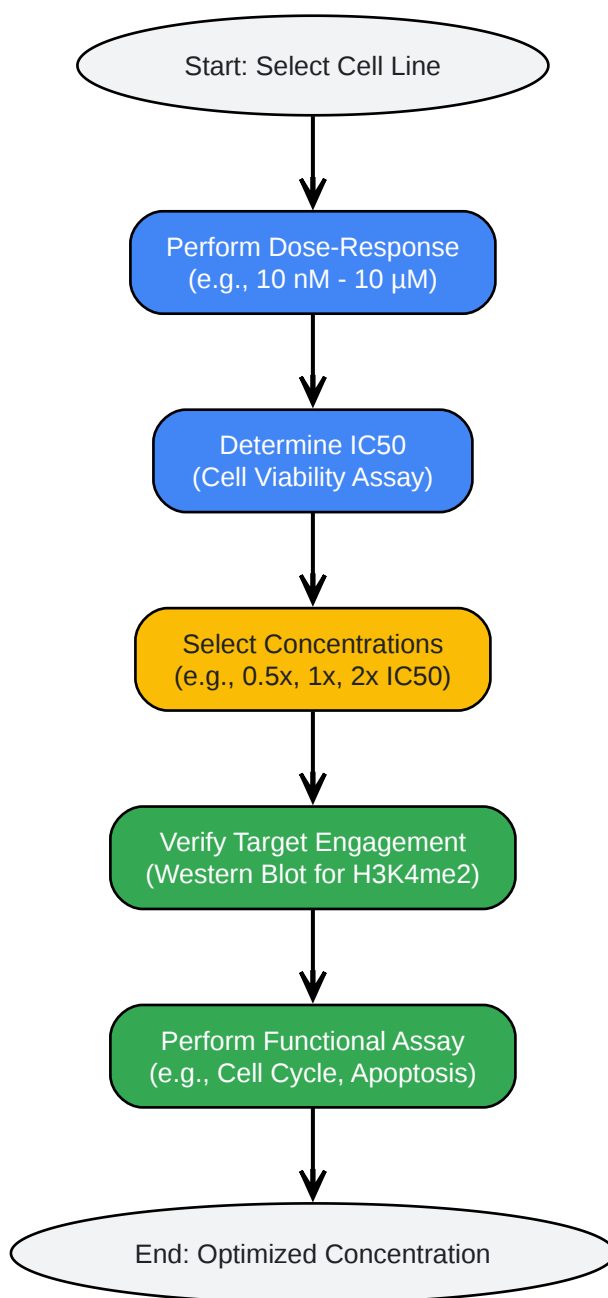 Start: Select Cell Line
Perform Dose-Response
(e.g., 10 nM - 10 µM)
Determine IC50
(Cell Viability Assay)
Select Concentrations
(e.g., 0.5x, 1x, 2x IC50)
Verify Target Engagement
(Western Blot for H3K4me2)
Perform Functional Assay
(e.g., Cell Cycle, Apoptosis)
End: Optimized Concentration